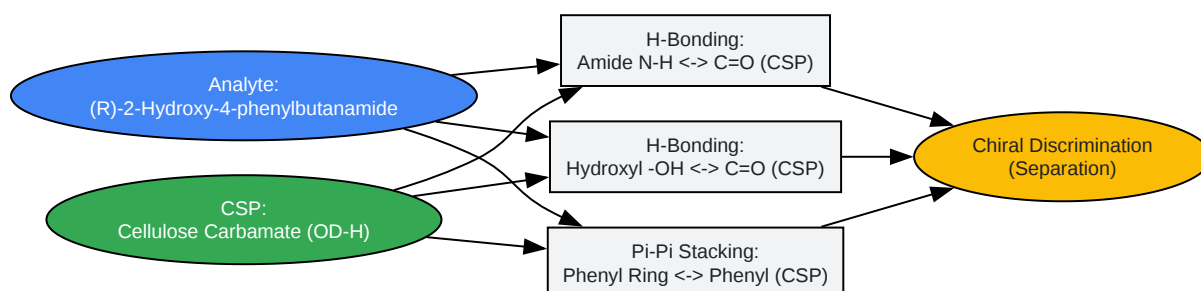 Analyte:
(R)-2-Hydroxy-4-phenylbutanamide
CSP:
Cellulose Carbamate (OD-H)
H-Bonding:
Amide N-H <-> C=O (CSP)
H-Bonding:
Hydroxyl -OH <-> C=O (CSP)
Pi-Pi Stacking:
Phenyl Ring <-> Phenyl (CSP)
Chiral Discrimination
(Separation)